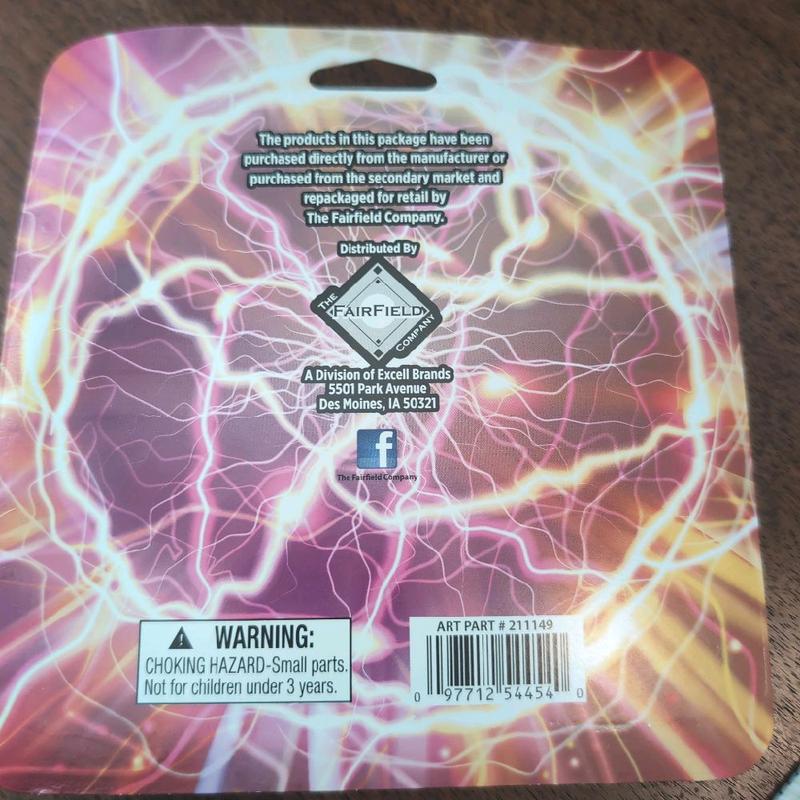 The products in this package have been
purchased directly from the manufacturer or
purchased from the secondary market and
repackaged for retail by
The Fairfield Company.
Distributed By
THE
FAIRFIELD
COMPANY
A Division of Excell Brands
5501 Park Avenue
Des Moines, IA 50321
f
The Fairfield Company
WARNING:
CHOKING HAZARD-Small parts.
Not for children under 3 years.
ART PART # 211149
0 97712 54454 0